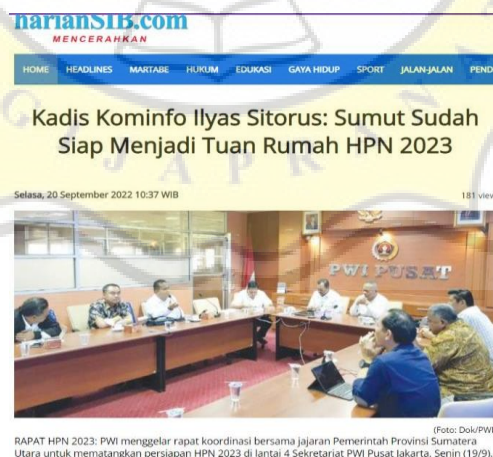 harianSIB.com
MENCERAHKAN
HOME HEADLINES MARTABE HUKUM EDUKASI GAYA HIDUP SPORT JALAN-JALAN PEND
Kadis Kominfo Ilyas Sitorus: Sumut Sudah
Siap Menjadi Tuan Rumah HPN 2023
Selasa, 20 September 2022 10:37 WIB
181 view
PWI PUSAT
(Foto: Dok/PWI
RAPAT HPN 2023: PWI menggelar rapat koordinasi bersama jajaran Pemerintah Provinsi Sumatera
Utara untuk mematangkan persiapan HPN 2023 di lantai 4 Sekretariat PWI Pusat Jakarta, Senin (19/9).